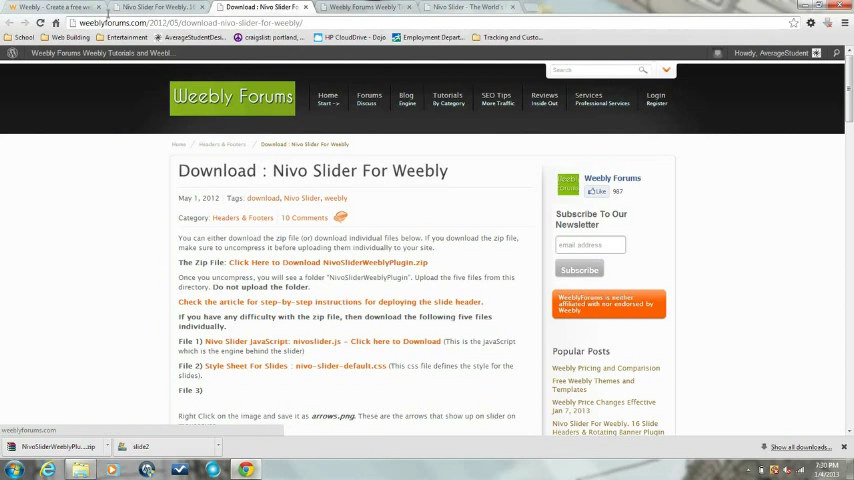 Weebly - Create a free we
Nivo Slider For Weebly. 1
Download : Nivo Slider Fo
Weebly Forums Weebly T
Nivo Slider - The World's
weeblyforums.com/2012/05/download-nivo-slider-for-weebly/
School
Web Building
Entertainment
AverageStudentDesi...
craigslist: portland, ...
HP CloudDrive - Dojo
Employment Depart...
Tracking and Custo...
Weebly Forums Weebly Tutorials and Weebl...
Howdy, AverageStudent
Search
Weebly Forums
Home
Start ->
Forums
Discuss
Blog
Engine
Tutorials
By Category
SEO Tips
More Traffic
Reviews
Inside Out
Services
Professional Services
Login
Register
Home / Headers & Footers / Download : Nivo Slider For Weebly
Download : Nivo Slider For Weebly
May 1, 2012 Tags: download, Nivo Slider, weebly
Category: Headers & Footers 10 Comments
You can either download the zip file (or) download individual files below. If you download the zip file,
make sure to uncompress it before uploading them individually to your site.
The Zip File: Click Here to Download NivoSliderWeeblyPlugin.zip
Once you uncompress, you will see a folder "NivoSliderWeeblyPlugin". Upload the five files from this
directory. Do not upload the folder.
Check the article for step-by-step instructions for deploying the slide header.
If you have any difficulty with the zip file, then download the following five files
individually.
File 1) Nivo Slider JavaScript: nivoslider.js - Click here to Download (This is the javaScript
which is the engine behind the slider)
File 2) Style Sheet For Slides : nivo-slider-default.css (This css file defines the style for the
slides).
File 3)
Right Click on the image and save it as arrows.png. These are the arrows that show up on slider on
Weebly Forums
Like 987
Subscribe To Our
Newsletter
email address
Subscribe
WeeblyForums is neither
affiliated with nor endorsed by
Weebly
Popular Posts
Weebly Pricing and Comparision
Free Weebly Themes and
Templates
Weebly Price Changes Effective
Jan 7, 2013
Nivo Slider For Weebly. 16 Slide
Headers & Rotating Banner Plugin
weeblyforums.com
NivoSliderWeeblyPlu....zip
slide2
Show all downloads...
7:30 PM
1/4/2013